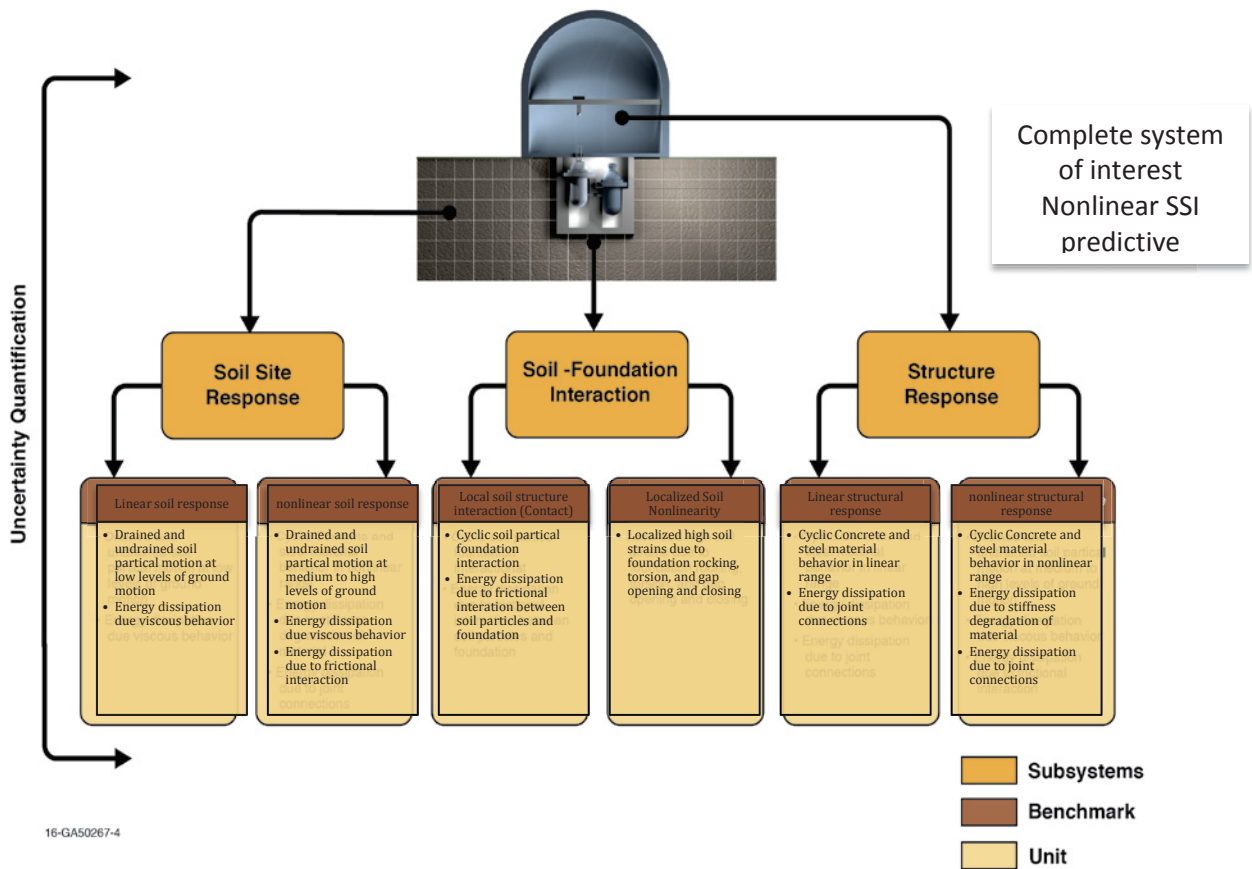 Complete system
of interest
Nonlinear SSI
predictive
Uncertainty Quantification
Soil Site
Response
Soil -Foundation
Interaction
Structure
Response
Linear soil response
• Drained and
undrained soil
partical motion at
low levels of ground
motion
• Energy dissipation
due viscous behavior
nonlinear soil response
• Drained and
undrained soil
partical motion at
medium to high
levels of ground
motion
• Energy dissipation
due viscous behavior
• Energy dissipation
due to frictional
interaction
Local soil structure
interaction (Contact)
• Cyclic soil partical
foundation
interaction
• Energy dissipation
due to frictional
interation between
soil particles and
foundation
Localized Soil
Nonlinearity
• Localized high soil
strains due to
foundation rocking,
torsion, and gap
opening and closing
Linear structural
response
• Cyclic Concrete and
steel material
behavior in linear
range
• Energy dissipation
due to joint
connections
nonlinear structural
response
• Cyclic Concrete and
steel material
behavior in nonlinear
range
• Energy dissipation
due to stiffness
degradation of
material
• Energy dissipation
due to joint
connections
Subsystems
Benchmark
Unit
16-GA50267-4